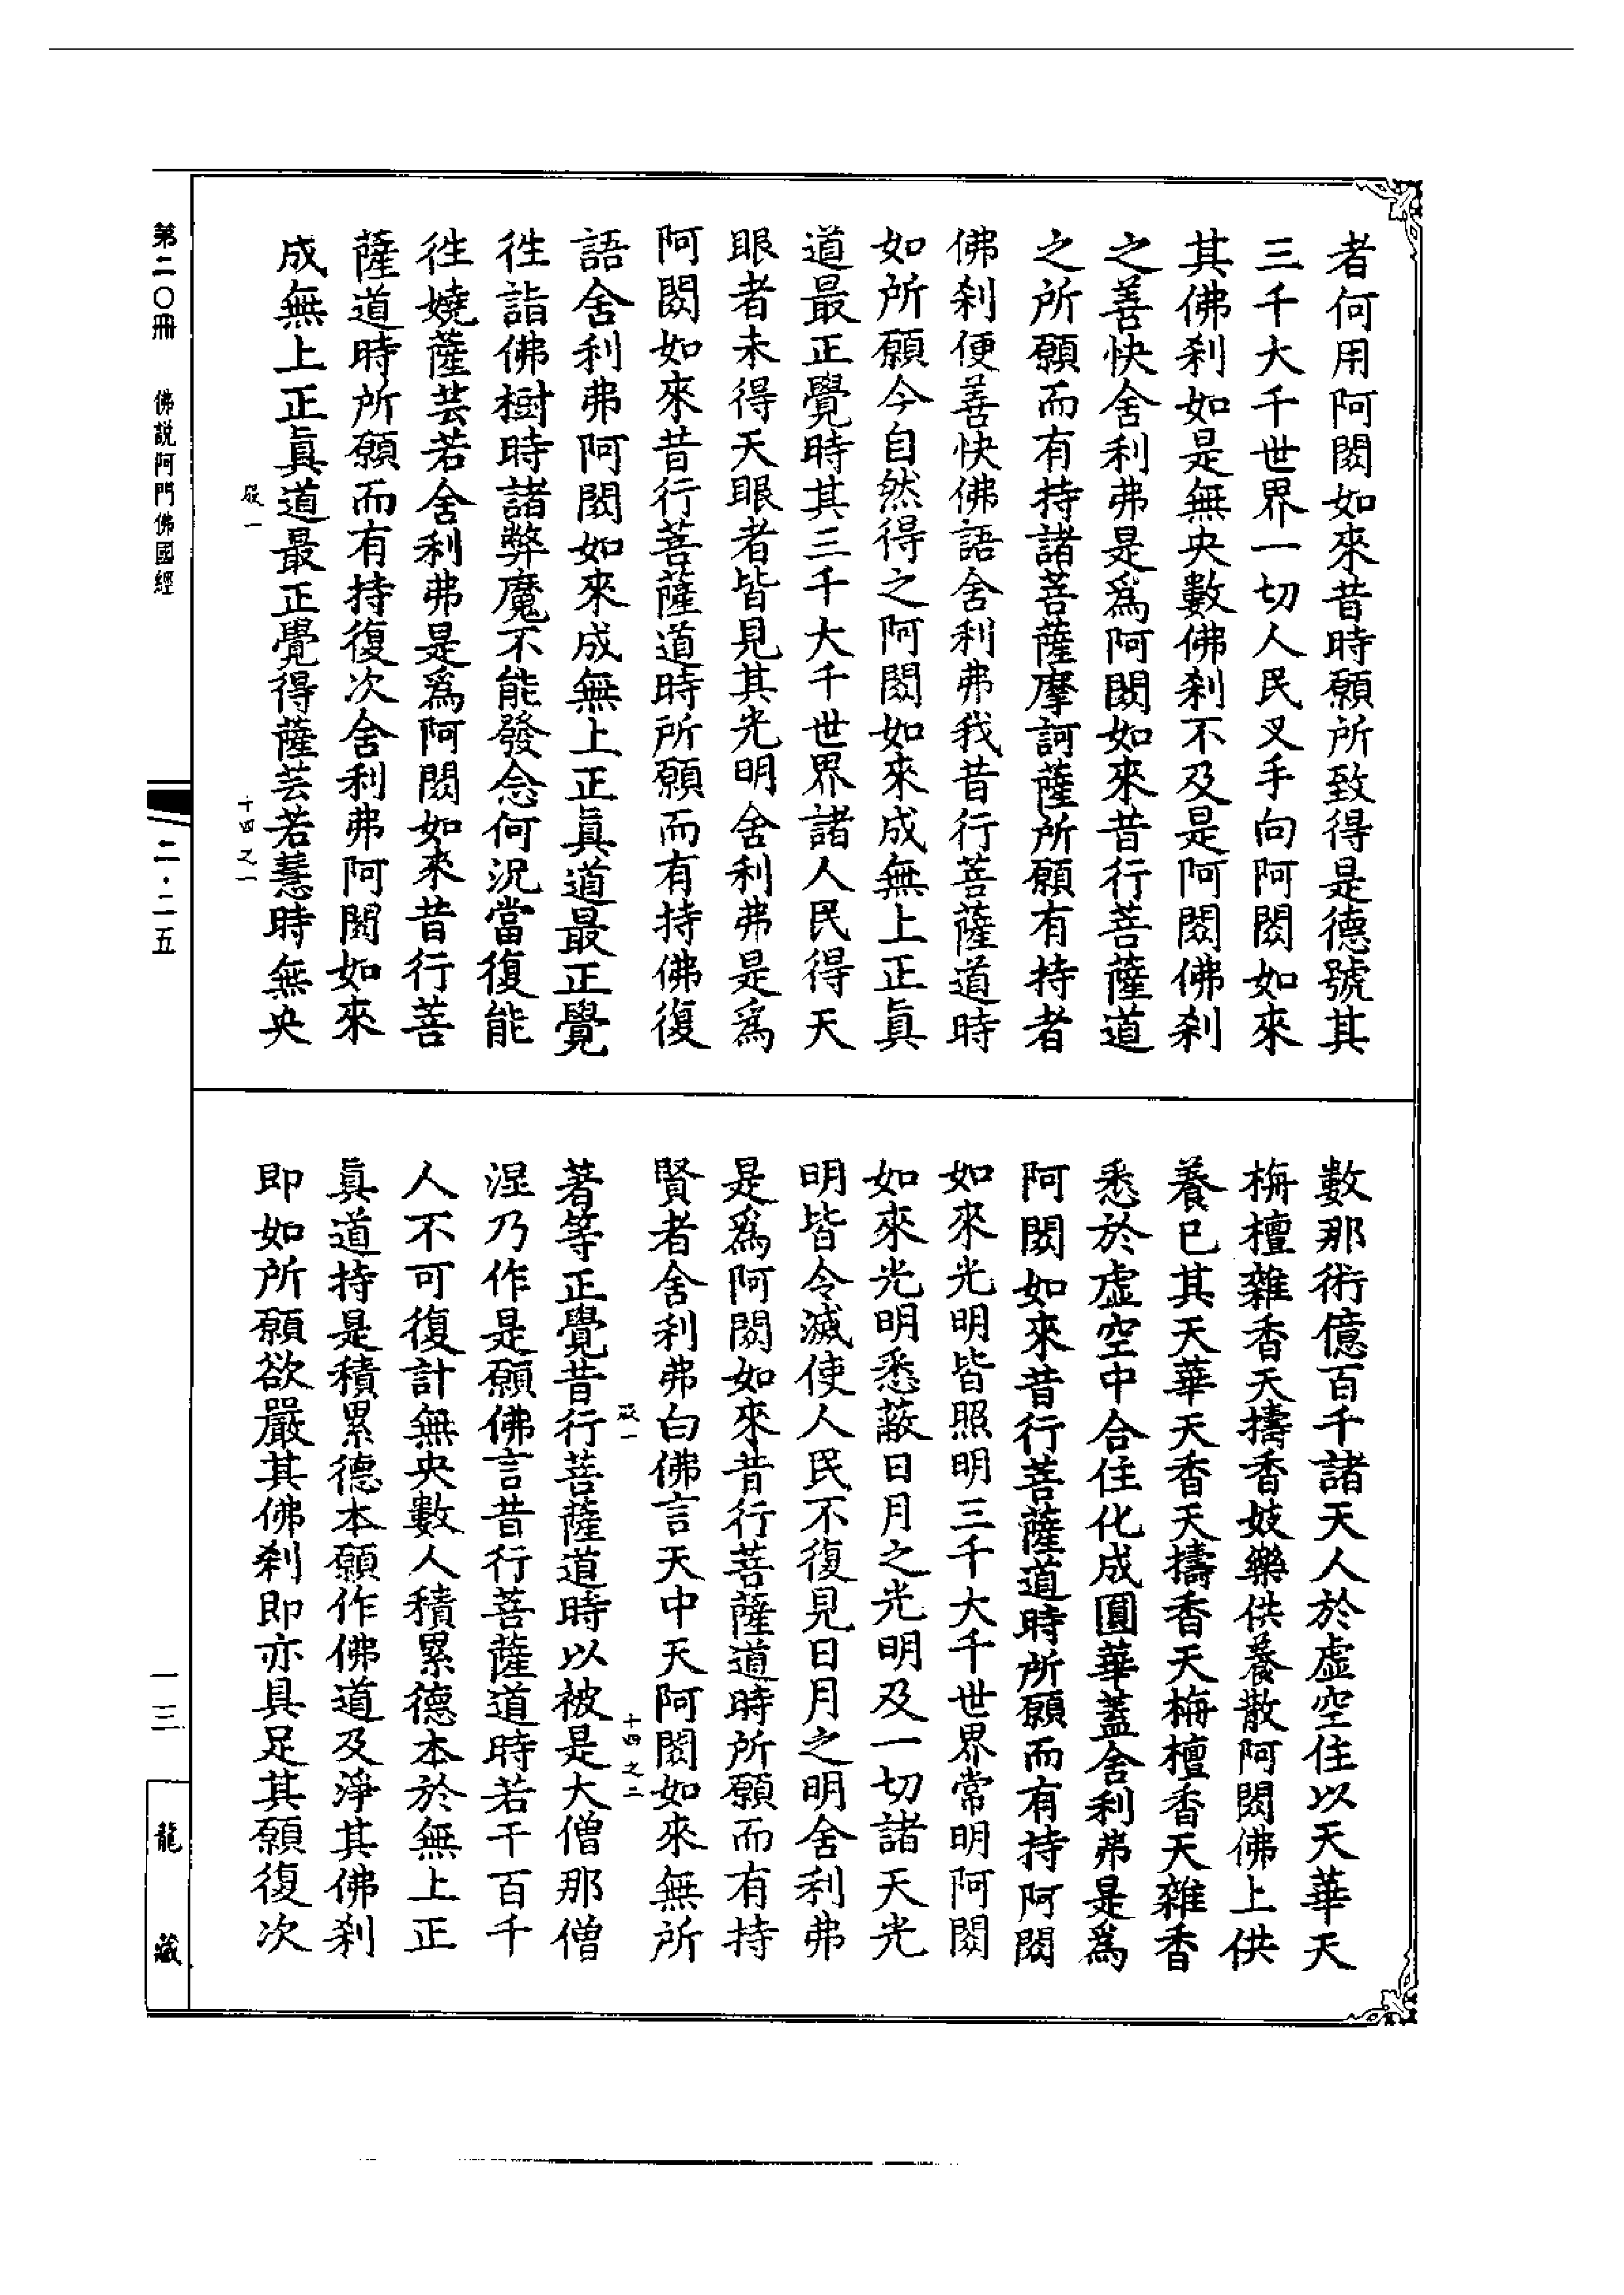 者何用阿閦如來昔時願所致得是德號其
三千大千世界一切人民叉手向阿閦如來
其佛刹如是無央數佛刹不及是阿閦佛刹
之善快舍利弗是爲阿閦如來昔行菩薩道
之所願而有持諸菩薩摩訶薩所願有持者
佛刹便善快佛語舍利弗我昔行菩薩道時
如所願今自然得之阿閦如來成無上正眞
道最正覺時其三千大千世界諸人民得天
眼者未得天眼者皆見其光明舍利弗是爲
阿閦如來昔行菩薩道時所願而有持佛復
語舍利弗阿閦如來成無上正眞道最正覺
徃詣佛樹時諸弊魔不能發念何況當復能
徃嬈薩芸若舍利弗是爲阿閦如來昔行菩
薩道時所願而有持復次舍利弗阿閦如來
成無上正眞道最正覺得薩芸若慧時無央
十四之一
數那術億百千諸天人於虛空住以天華天
栴檀雜香天擣香妓樂供養散阿閦佛上供
養已其天華天香天擣香天栴檀香天雜香
悉於虛空中合住化成圓華蓋舍利弗是爲
阿閦如來昔行菩薩道時所願而有持阿閦
如來光明皆照明三千大千世界常明阿閦
如來光明悉蔽日月之光明及一切諸天光
明皆令滅使人民不復見日月之明舍利弗
是爲阿閦如來昔行菩薩道時所願而有持
賢者舍利弗白佛言天中天阿閦如來無所
十四之二
著等正覺昔行菩薩道時以被是大僧那僧
涅乃作是願佛言昔行菩薩道時若干百千
人不可復計無央數人積累德本於無上正
眞道持是積累德本願作佛道及淨其佛刹
即如所願欲嚴其佛刹即亦具足其願復次
第二〇冊 佛説阿門佛國經
二·二五
一三
龍藏